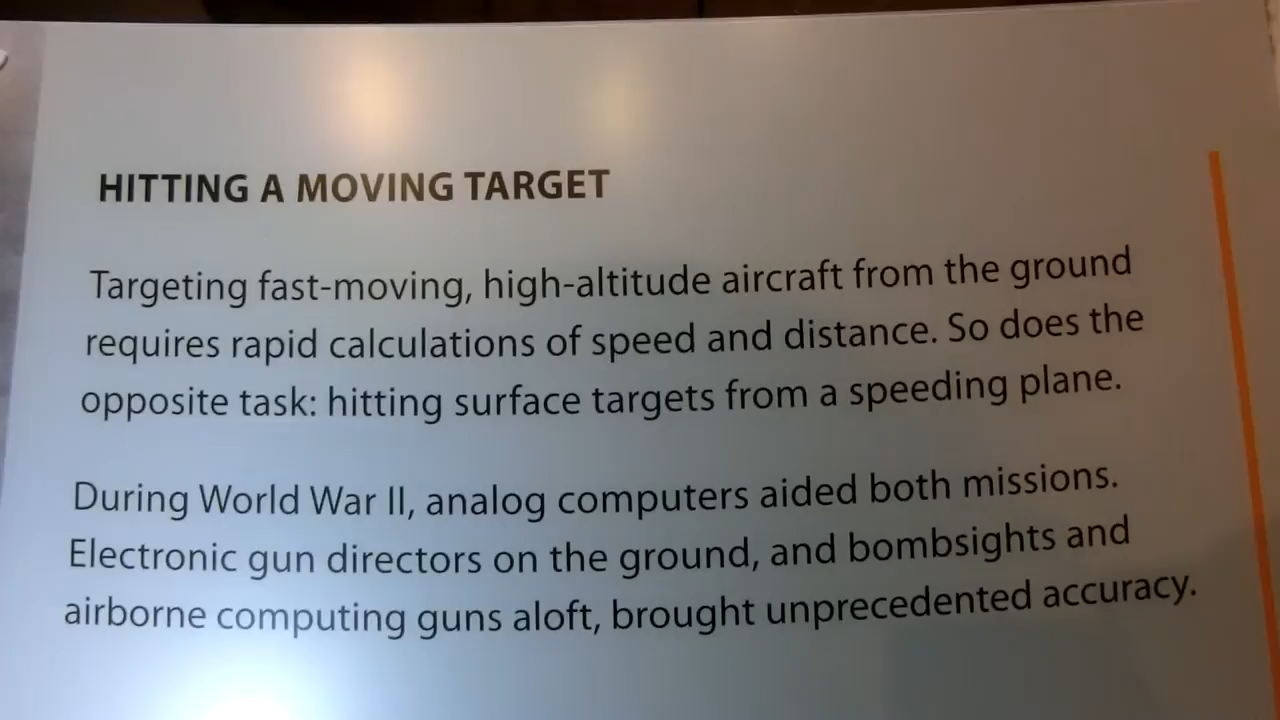 HITTING A MOVING TARGET
Targeting fast-moving, high-altitude aircraft from the ground
requires rapid calculations of speed and distance. So does the
opposite task: hitting surface targets from a speeding plane.
During World War II, analog computers aided both missions.
Electronic gun directors on the ground, and bombsights and
airborne computing guns aloft, brought unprecedented accuracy.